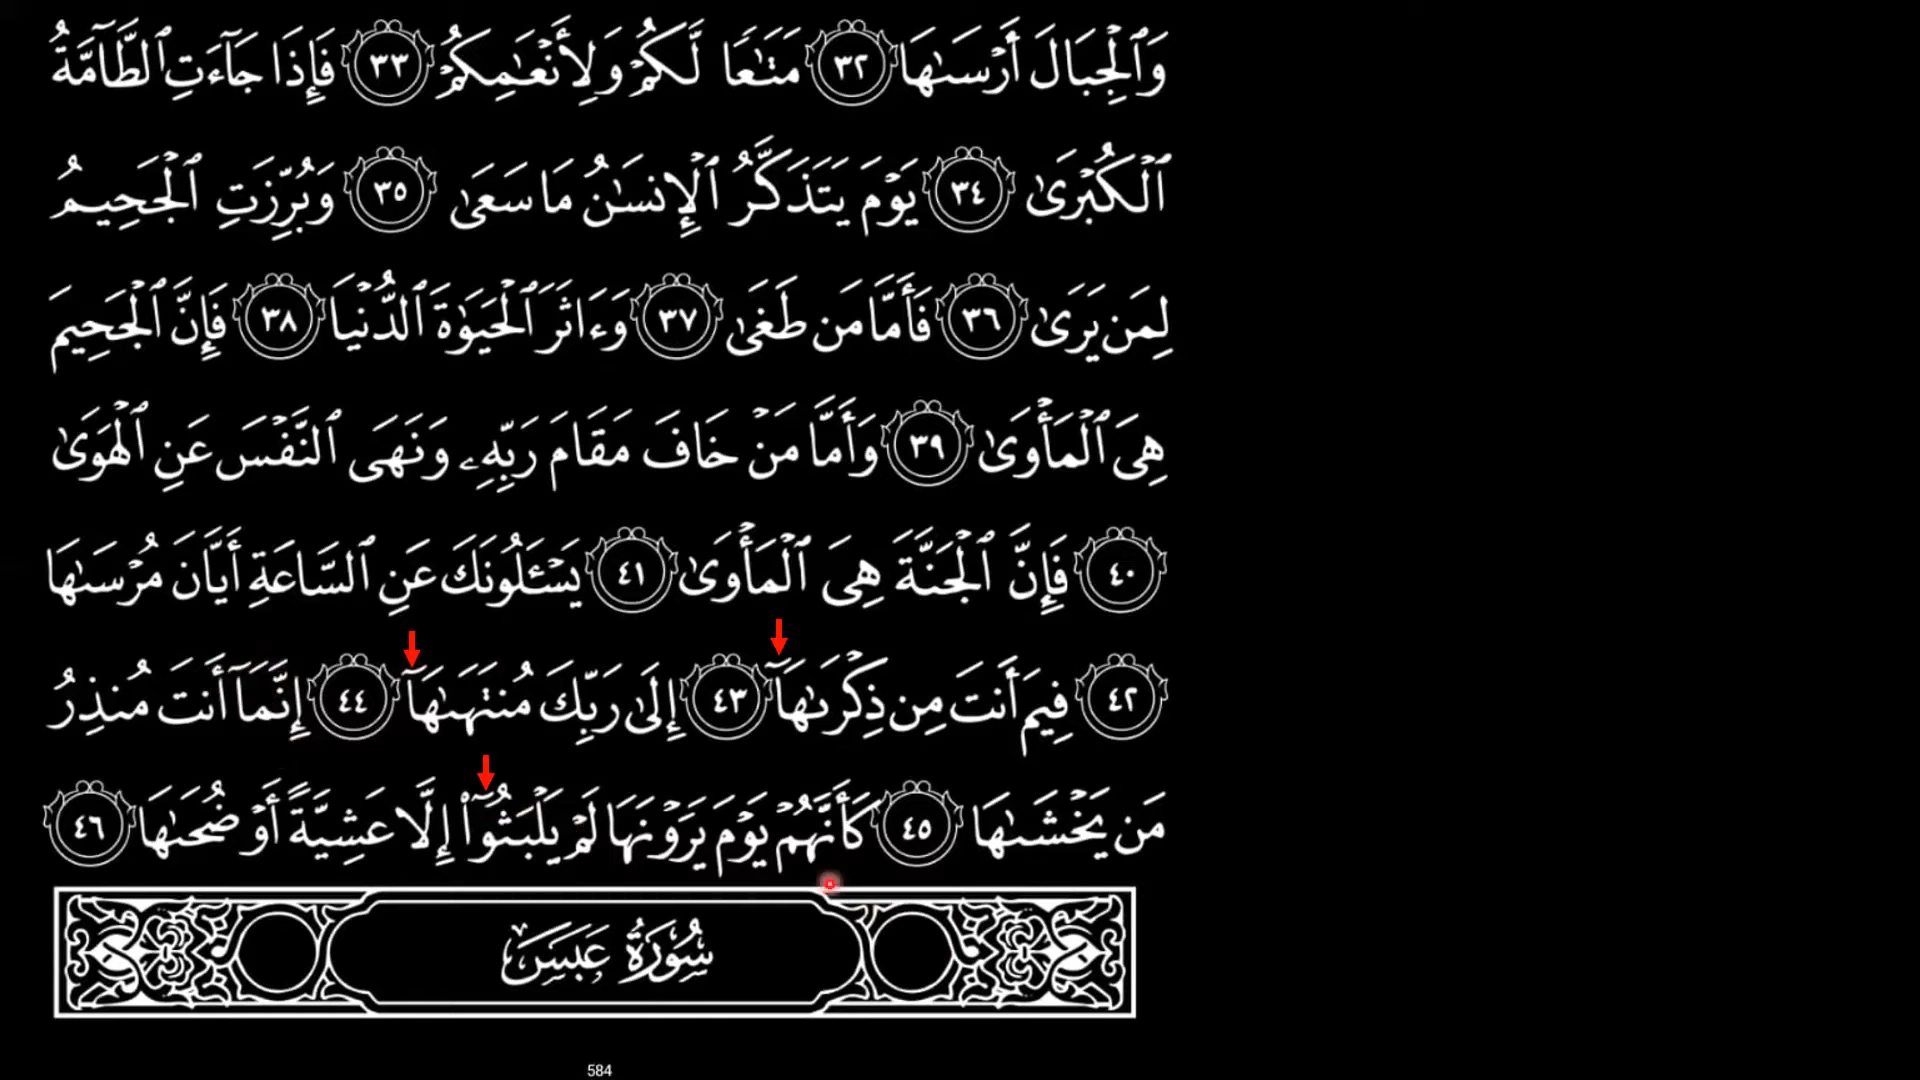 وَٱلْجِبَالَ أَرْسَىٰهَا ٣٢ مَتَـٰعًا لَّكُمْ وَلِأَنْعَـٰمِكُمْ ٣٣ فَإِذَا جَآءَتِ ٱلطَّآمَّةُ
ٱلْكُبْرَىٰ ٣٤ يَوْمَ يَتَذَكَّرُ ٱلْإِنسَـٰنُ مَا سَعَىٰ ٣٥ وَبُرِّزَتِ ٱلْجَحِيمُ
لِمَن يَرَىٰ ٣٦ فَأَمَّا مَن طَغَىٰ ٣٧ وَءَاثَرَ ٱلْحَيَوٰةَ ٱلدُّنْيَا ٣٨ فَإِنَّ ٱلْجَحِيمَ
هِىَ ٱلْمَأْوَىٰ ٣٩ وَأَمَّا مَنْ خَافَ مَقَامَ رَبِّهِۦ وَنَهَى ٱلنَّفْسَ عَنِ ٱلْهَوَىٰ
٤٠ فَإِنَّ ٱلْجَنَّةَ هِىَ ٱلْمَأْوَىٰ ٤١ يَسْـَٔلُونَكَ عَنِ ٱلسَّاعَةِ أَيَّانَ مُرْسَىٰهَا
٤٢ فِيمَ أَنتَ مِن ذِكْرَىٰهَآ ٤٣ إِلَىٰ رَبِّكَ مُنتَهَىٰهَآ ٤٤ إِنَّمَآ أَنتَ مُنذِرُ
مَن يَخْشَىٰهَا ٤٥ كَأَنَّهُمْ يَوْمَ يَرَوْنَهَا لَمْ يَلْبَثُوٓا۟ إِلَّا عَشِيَّةً أَوْ ضُحَىٰهَا ٤٦
سُورَةُ عَبَسَ
584